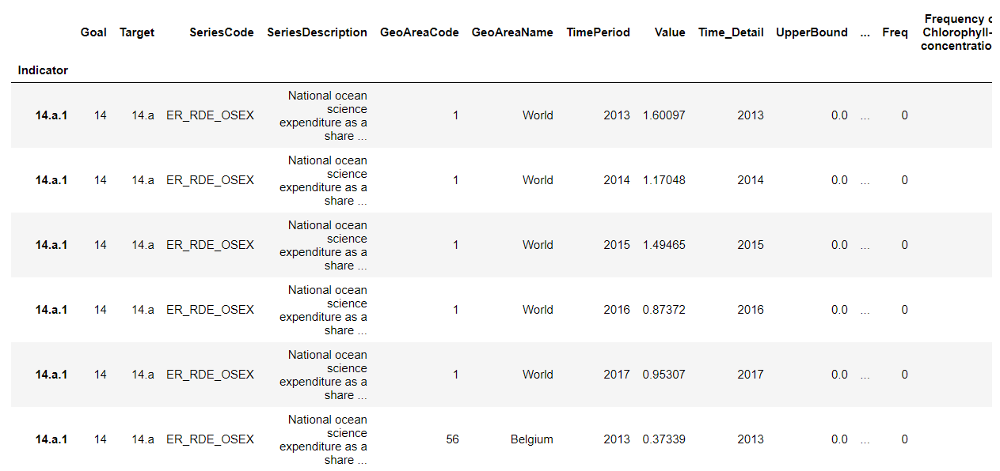 Goal Target SeriesCode SeriesDescription GeoAreaCode GeoAreaName TimePeriod Value Time_Detail UpperBound ... Freq Frequency
Chlorophyll-
concentratio
Indicator
14.a.1 14 14.a ER_RDE_OSEX National ocean science expenditure as a share ... 1 World 2013 1.60097 2013 0.0 ... 0
14.a.1 14 14.a ER_RDE_OSEX National ocean science expenditure as a share ... 1 World 2014 1.17048 2014 0.0 ... 0
14.a.1 14 14.a ER_RDE_OSEX National ocean science expenditure as a share ... 1 World 2015 1.49465 2015 0.0 ... 0
14.a.1 14 14.a ER_RDE_OSEX National ocean science expenditure as a share ... 1 World 2016 0.87372 2016 0.0 ... 0
14.a.1 14 14.a ER_RDE_OSEX National ocean science expenditure as a share ... 1 World 2017 0.95307 2017 0.0 ... 0
14.a.1 14 14.a ER_RDE_OSEX National ocean science expenditure as a share ... 56 Belgium 2013 0.37339 2013 0.0 ... 0